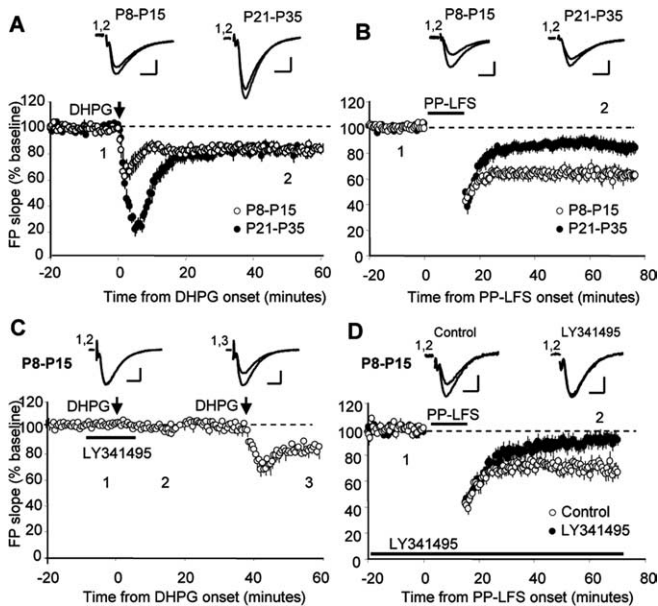 A
P8-P15
P21-P35
1,2
1,2
DHPG
FP slope (% baseline)
120
100
80
60
40
20
0
1
2
P8-P15
P21-P35
-20
0
20
40
60
Time from DHPG onset (minutes)
B
P8-P15
P21-P35
1,2
1,2
PP-LFS
2
120
100
80
60
40
20
0
1
P8-P15
P21-P35
-20
0
20
40
60
80
Time from PP-LFS onset (minutes)
C
P8-P15
1,2
1,3
DHPG
DHPG
FP slope (% baseline)
120
100
80
60
40
20
0
LY341495
1
2
3
-20
0
20
40
60
Time from DHPG onset (minutes)
D
Control
LY341495
P8-P15
1,2
1,2
PP-LFS
2
120
100
80
60
40
20
0
1
Control
LY341495
LY341495
-20
0
20
40
60
80
Time from PP-LFS onset (minutes)